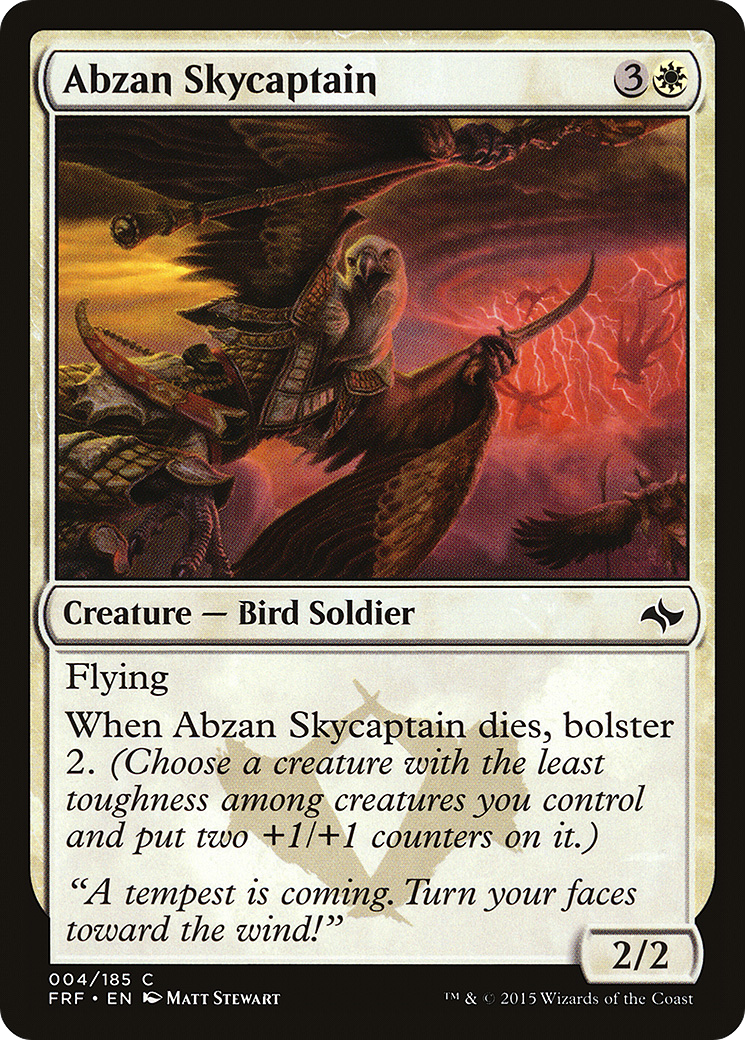 Abzan Skycaptain 3
Creature — Bird Soldier
Flying
When Abzan Skycaptain dies, bolster
2. (Choose a creature with the least
toughness among creatures you control
and put two +1/+1 counters on it.)
“A tempest is coming. Turn your faces
toward the wind!”
2/2
004/185 C
FRF • EN Matt Stewart
™ & © 2015 Wizards of the Coast